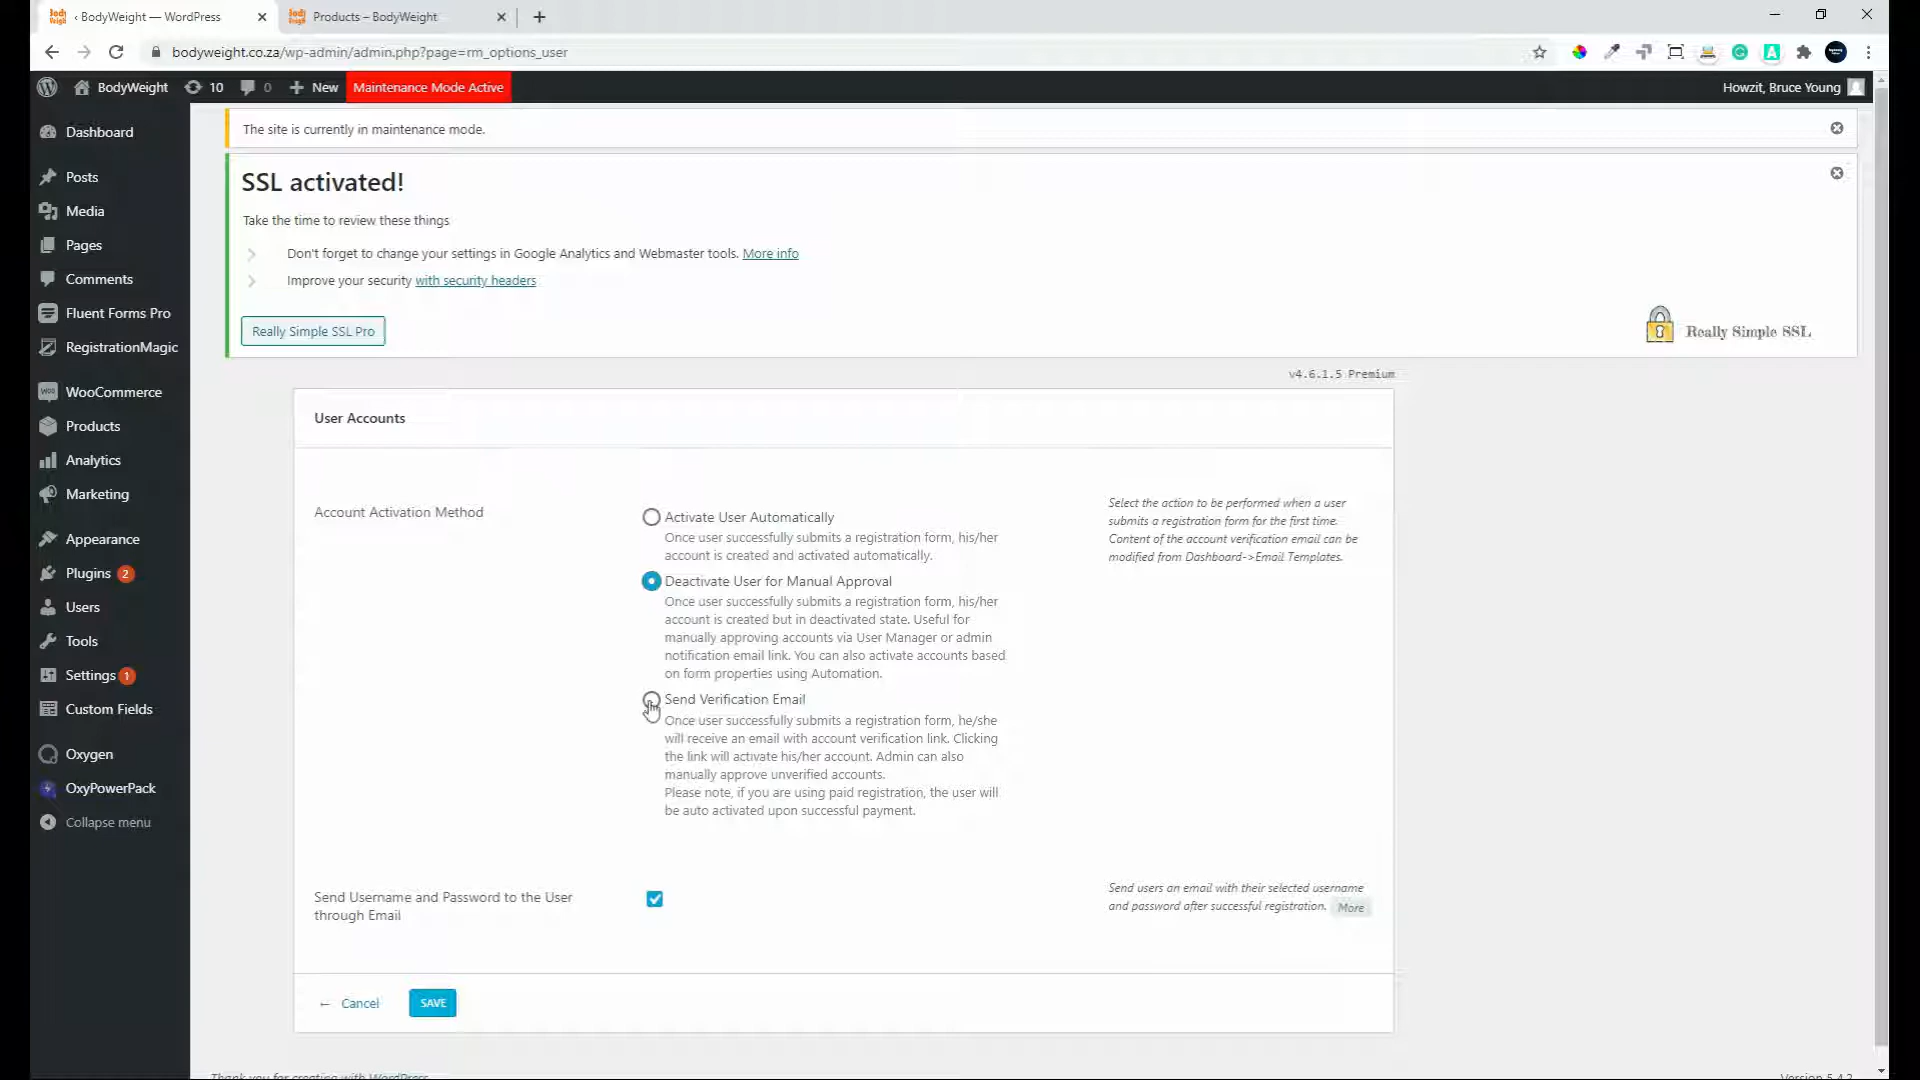 ‹ BodyWeight — WordPress
Products – BodyWeight
bodyweight.co.za/wp-admin/admin.php?page=rm_options_user
BodyWeight
10
0
New
Maintenance Mode Active
Howzit, Bruce Young
Dashboard
Posts
Media
Pages
Comments
Fluent Forms Pro
RegistrationMagic
WooCommerce
Products
Analytics
Marketing
Appearance
Plugins 2
Users
Tools
Settings 1
Custom Fields
Oxygen
OxyPowerPack
Collapse menu
The site is currently in maintenance mode.
SSL activated!
Take the time to review these things
Don't forget to change your settings in Google Analytics and Webmaster tools. More info
Improve your security with security headers
Really Simple SSL Pro
Really Simple SSL
v4.6.1.5 Premium
User Accounts
Account Activation Method
Activate User Automatically
Once user successfully submits a registration form, his/her
account is created and activated automatically.
Deactivate User for Manual Approval
Once user successfully submits a registration form, his/her
account is created but in deactivated state. Useful for
manually approving accounts via User Manager or admin
notification email link. You can also activate accounts based
on form properties using Automation.
Send Verification Email
Once user successfully submits a registration form, he/she
will receive an email with account verification link. Clicking
the link will activate his/her account. Admin can also
manually approve unverified accounts.
Please note, if you are using paid registration, the user will
be auto activated upon successful payment.
Select the action to be performed when a user
submits a registration form for the first time.
Content of the account verification email can be
modified from Dashboard->Email Templates.
Send Username and Password to the User
through Email
Send users an email with their selected username
and password after successful registration. More
← Cancel
SAVE
Thank you for creating with WordPress
Version 5.4.2